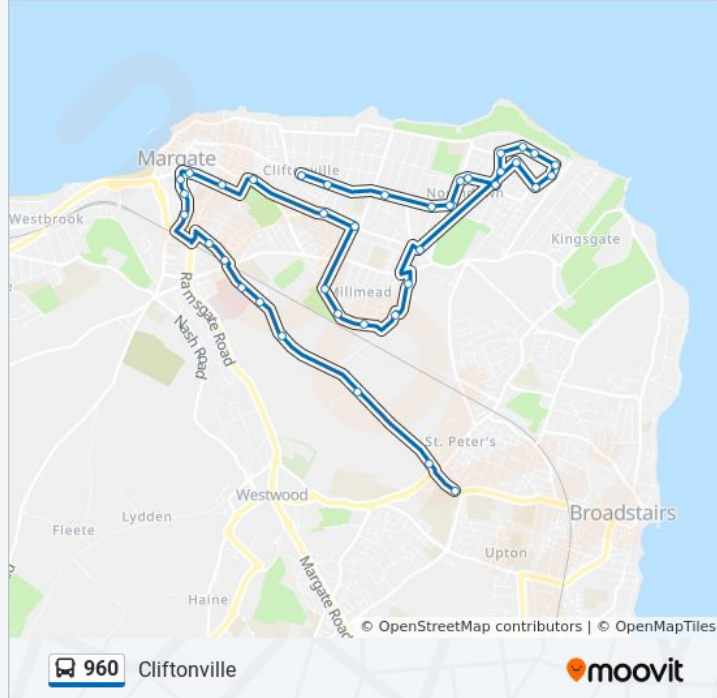 Margate
Cliftonville
Northdown
Westbrook
Kingsgate
Millmead
Ramsgate Road
Nash Road
St. Peter's
Westwood
Broadstairs
Lydden
Fleete
Upton
Haine
Margate Road
© OpenStreetMap contributors | © OpenMapTiles
960 Cliftonville
moovit